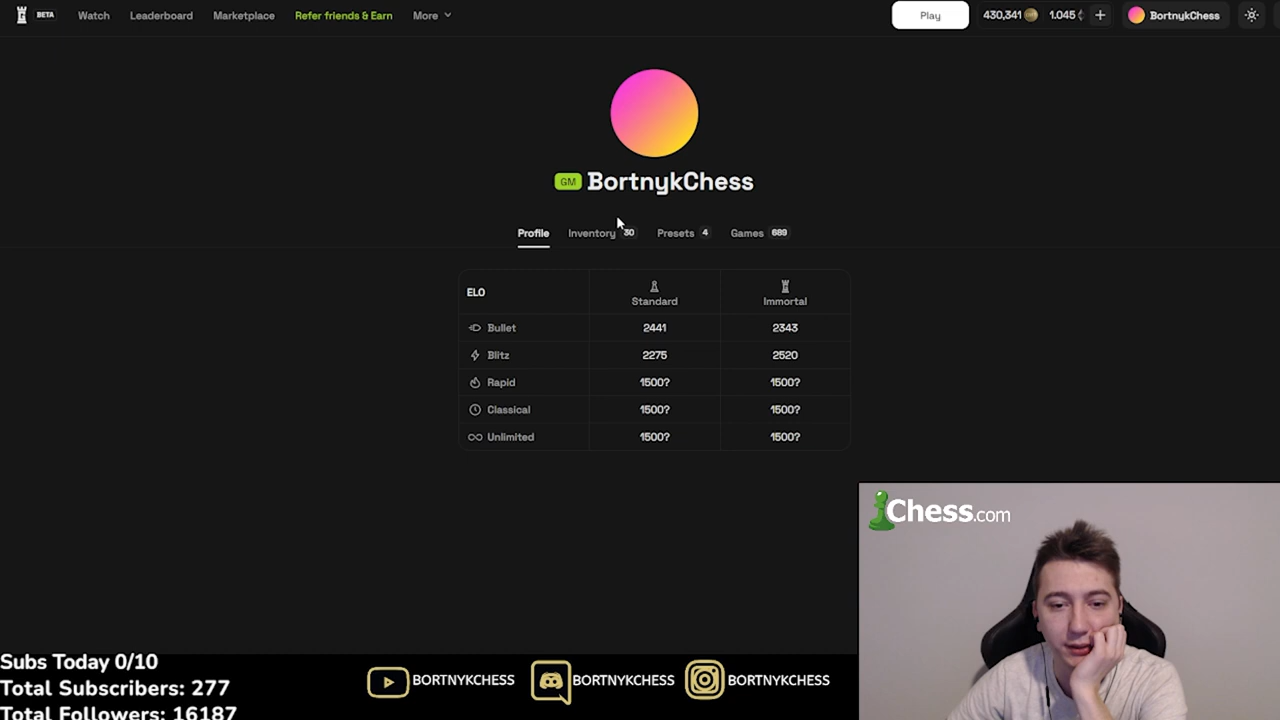 BETA Watch Leaderboard Marketplace Refer friends & Earn More Play 430,341 1.045 + BortnykChess
GM BortnykChess
Profile Inventory 30 Presets 4 Games 689
ELO Standard Immortal
Bullet 2441 2343
Blitz 2275 2520
Rapid 1500? 1500?
Classical 1500? 1500?
Unlimited 1500? 1500?
Chess.com
Subs Today 0/10
Total Subscribers: 277
Total Followers: 16187
BORTNYKCHESS BORTNYKCHESS BORTNYKCHESS